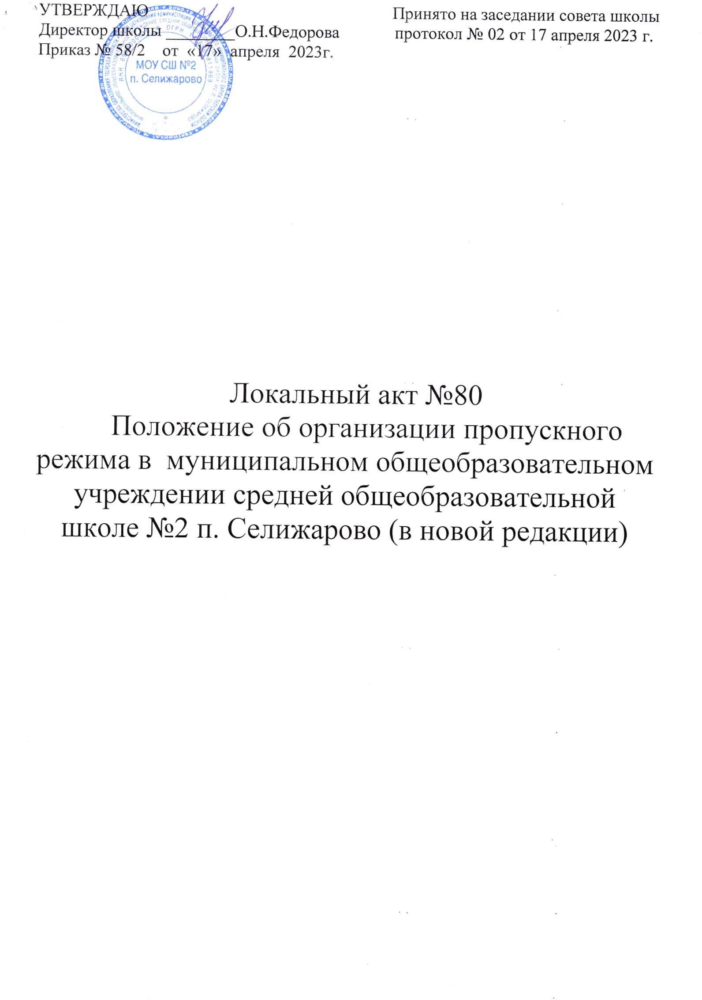 УТВЕРЖДАЮ
Директор школы ________О.Н.Федорова
Приказ № 58/2 от «17» апреля 2023г.
Принято на заседании совета школы
протокол № 02 от 17 апреля 2023 г.
МОУ СШ №2
п. Селижарово
Локальный акт №80
Положение об организации пропускного
режима в муниципальном общеобразовательном
учреждении средней общеобразовательной
школе №2 п. Селижарово (в новой редакции)